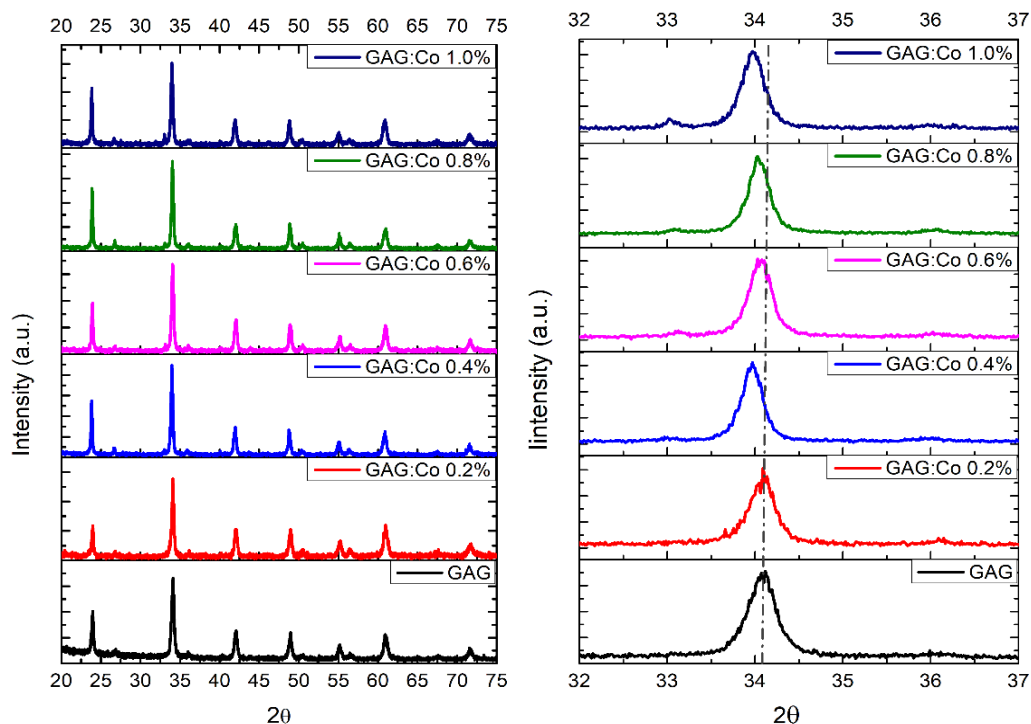 20 25 30 35 40 45 50 55 60 65 70 75
GAG:Co 1.0%
GAG:Co 0.8%
GAG:Co 0.6%
GAG:Co 0.4%
GAG:Co 0.2%
GAG
Intensity (a.u.)
20 25 30 35 40 45 50 55 60 65 70 75
2θ
32 33 34 35 36 37
GAG:Co 1.0%
GAG:Co 0.8%
GAG:Co 0.6%
GAG:Co 0.4%
GAG:Co 0.2%
GAG
Iintensity (a.u.)
32 33 34 35 36 37
2θ